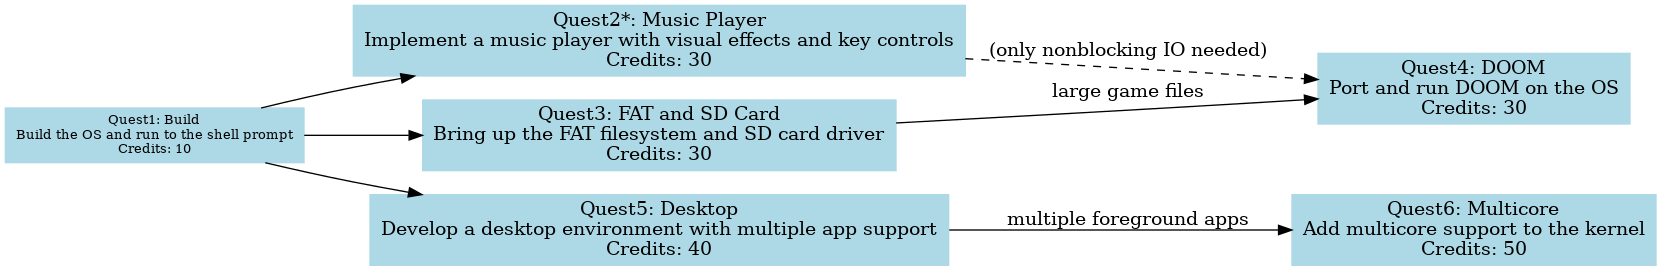 Quest1: Build
Build the OS and run to the shell prompt
Credits: 10
Quest2*: Music Player
Implement a music player with visual effects and key controls
Credits: 30
Quest3: FAT and SD Card
Bring up the FAT filesystem and SD card driver
Credits: 30
Quest5: Desktop
Develop a desktop environment with multiple app support
Credits: 40
(only nonblocking IO needed)
large game files
multiple foreground apps
Quest4: DOOM
Port and run DOOM on the OS
Credits: 30
Quest6: Multicore
Add multicore support to the kernel
Credits: 50